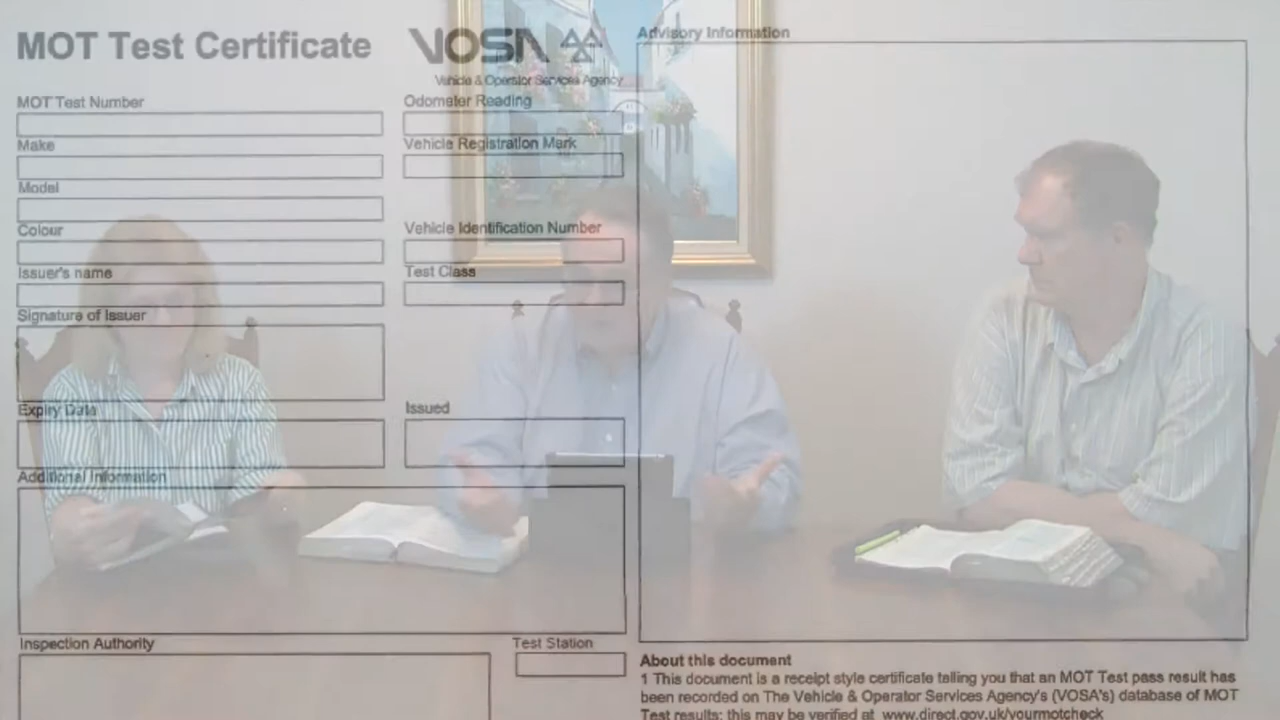 MOT Test Certificate
VOSA
Vehicle & Operator Services Agency
MOT Test Number
Odometer Reading
Make
Vehicle Registration Mark
Model
Colour
Vehicle Identification Number
Issuer's name
Test Class
Signature of Issuer
Expiry Date
Issued
Additional Information
Inspection Authority
Test Station
Advisory Information
About this document
1 This document is a receipt style certificate telling you that an MOT Test pass result has
been recorded on The Vehicle & Operator Services Agency's (VOSA's) database of MOT
Test results; this may be verified at www.direct.gov.uk/yourmotcheck